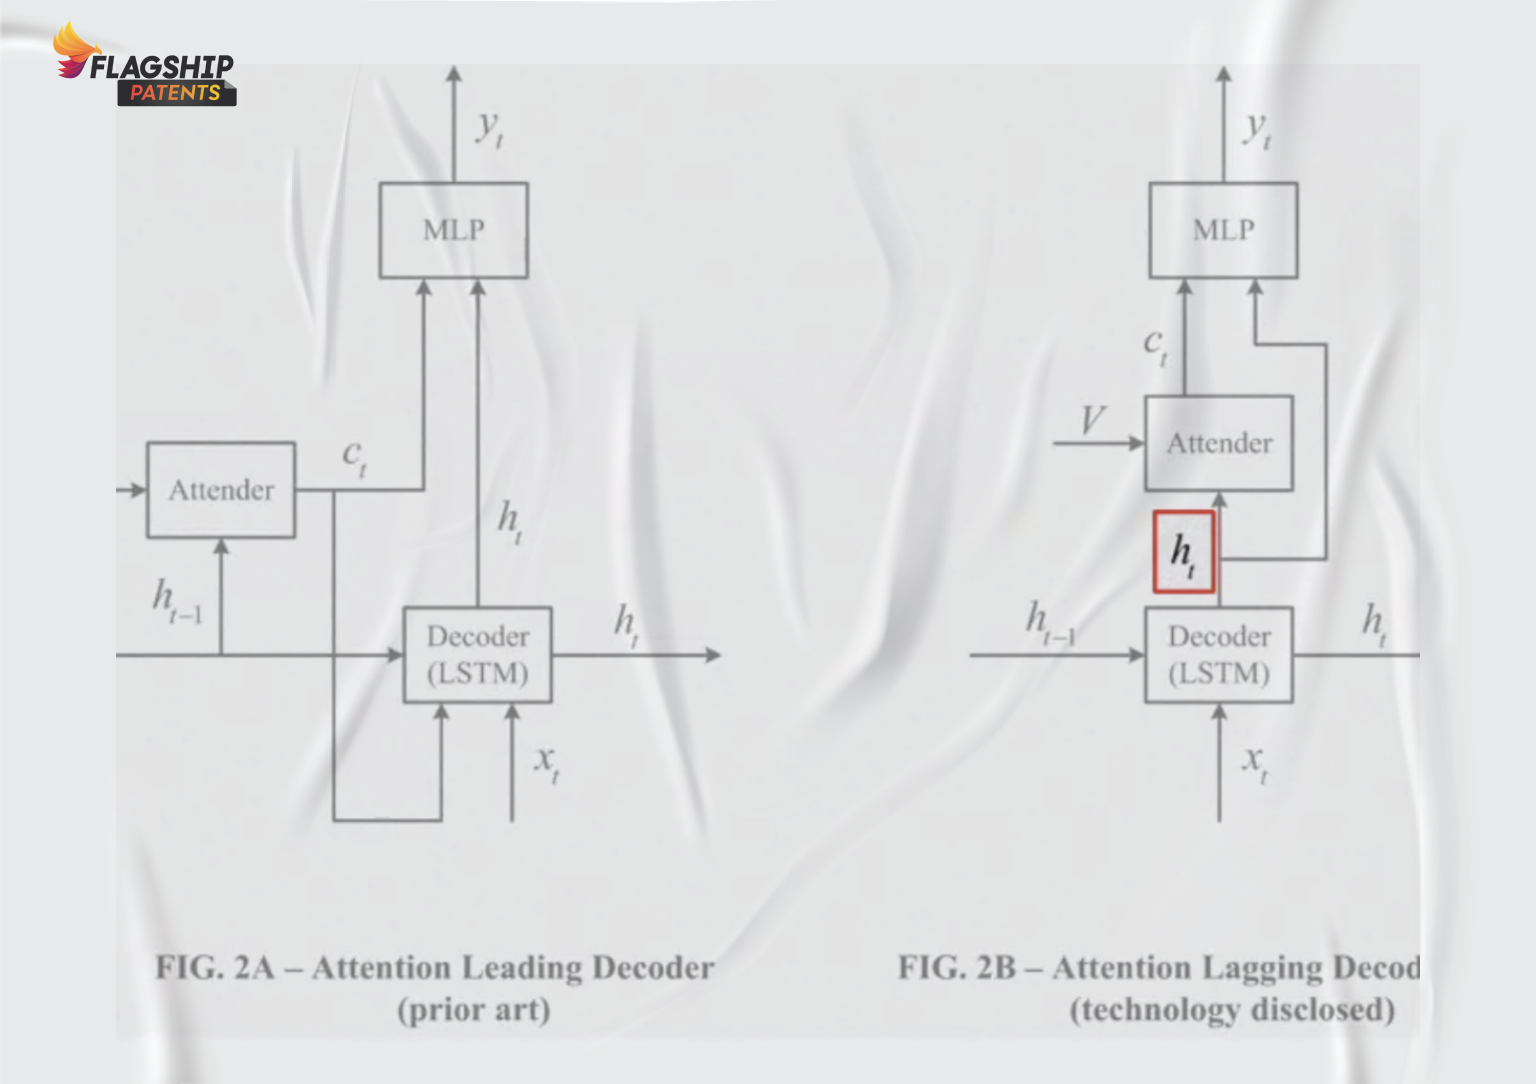 FLAGSHIP
PATENTS
y_t
MLP
c_t
Attender
h_t
h_{t-1}
Decoder
(LSTM)
h_t
x_t
FIG. 2A – Attention Leading Decoder
(prior art)
y_t
MLP
c_t
V
Attender
h_t
h_{t-1}
Decoder
(LSTM)
h_t
x_t
FIG. 2B – Attention Lagging Decod
(technology disclosed)